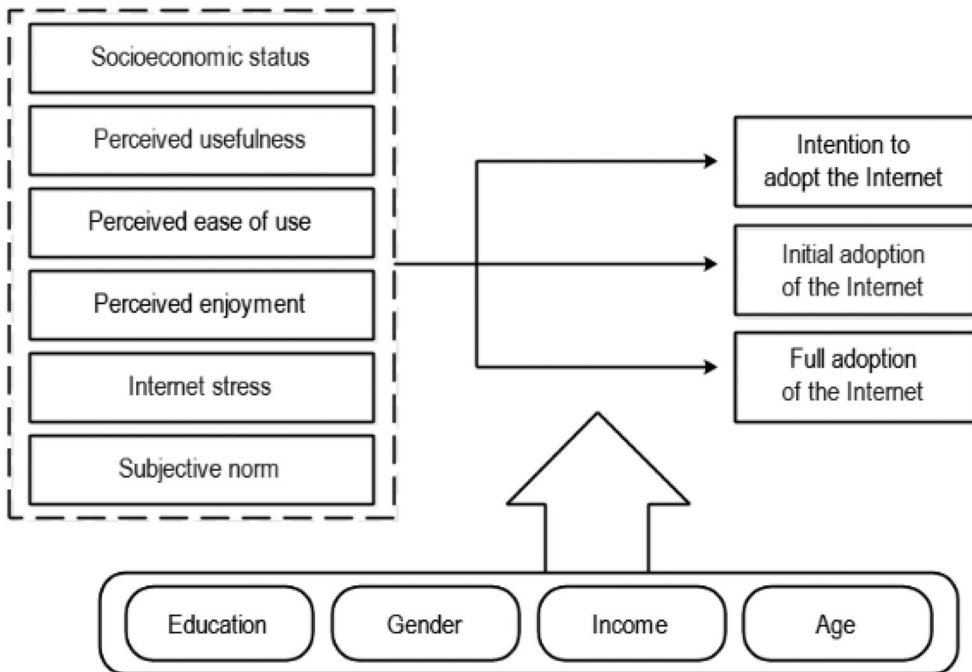 Socioeconomic status
Perceived usefulness
Perceived ease of use
Perceived enjoyment
Internet stress
Subjective norm
Intention to
adopt the Internet
Initial adoption
of the Internet
Full adoption
of the Internet
Education
Gender
Income
Age